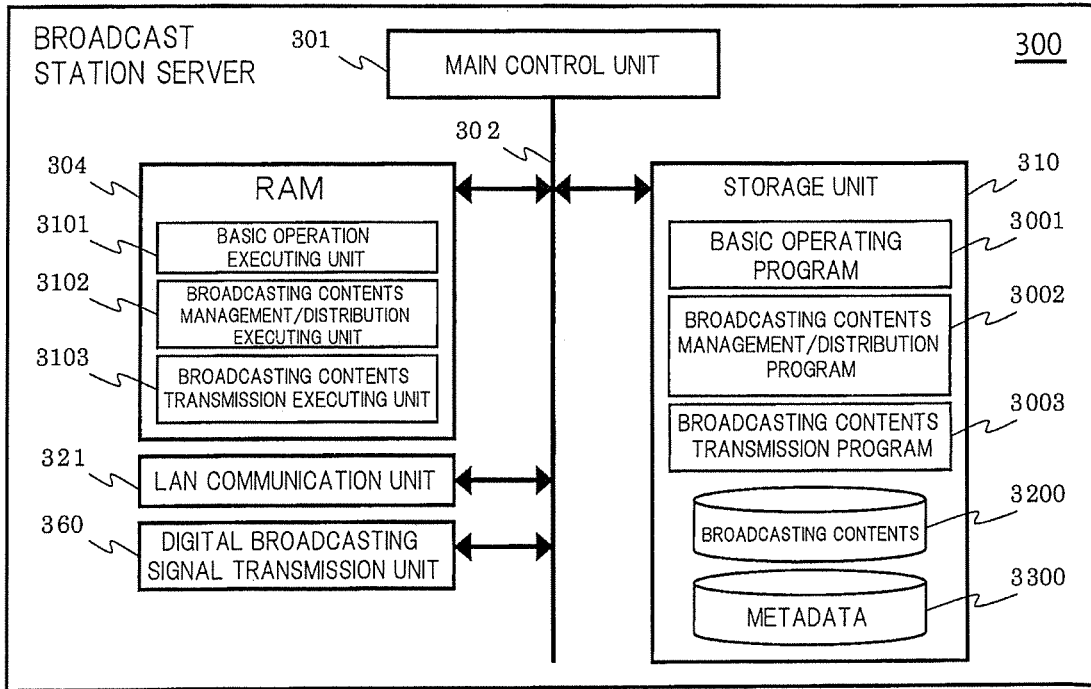 BROADCAST
STATION SERVER
300
301
MAIN CONTROL UNIT
302
304
RAM
3101
BASIC OPERATION
EXECUTING UNIT
3102
BROADCASTING CONTENTS
MANAGEMENT/DISTRIBUTION
EXECUTING UNIT
3103
BROADCASTING CONTENTS
TRANSMISSION EXECUTING UNIT
321
LAN COMMUNICATION UNIT
360
DIGITAL BROADCASTING
SIGNAL TRANSMISSION UNIT
310
STORAGE UNIT
3001
BASIC OPERATING
PROGRAM
3002
BROADCASTING CONTENTS
MANAGEMENT/DISTRIBUTION
PROGRAM
3003
BROADCASTING CONTENTS
TRANSMISSION PROGRAM
3200
BROADCASTING CONTENTS
3300
METADATA